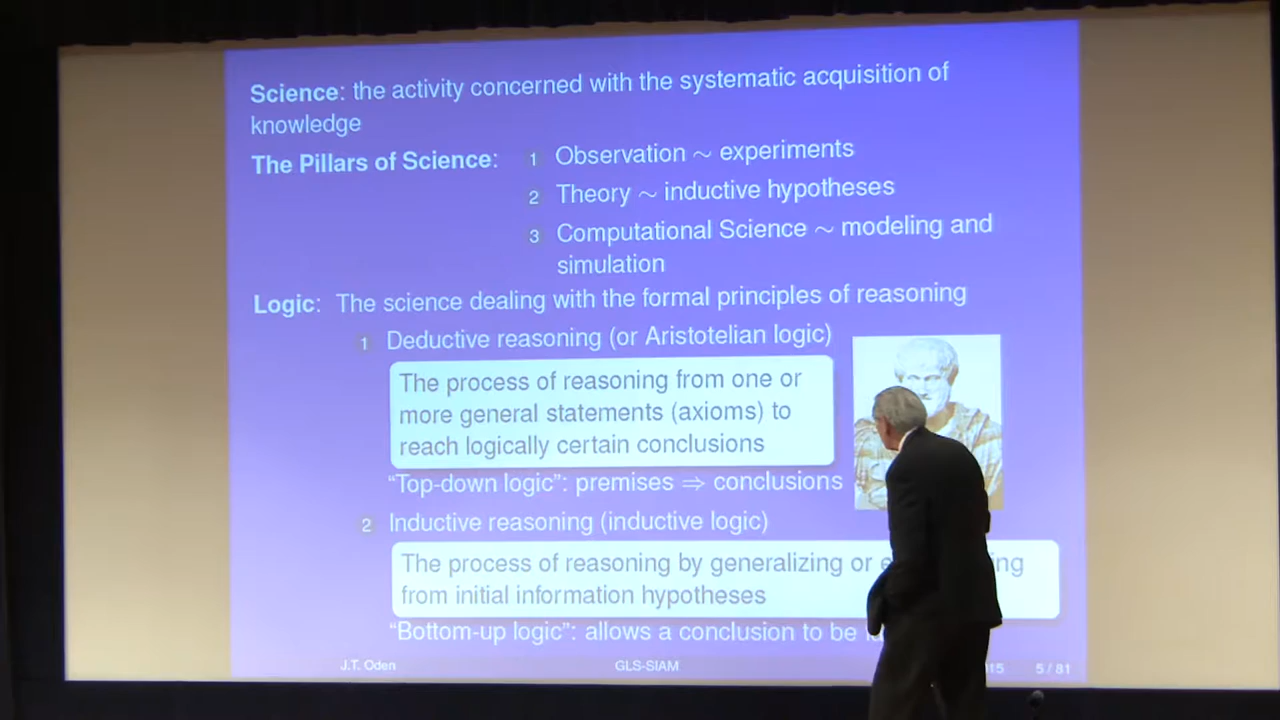 Science: the activity concerned with the systematic acquisition of
knowledge
The Pillars of Science:
1 Observation ~ experiments
2 Theory ~ inductive hypotheses
3 Computational Science ~ modeling and
simulation
Logic: The science dealing with the formal principles of reasoning
1 Deductive reasoning (or Aristotelian logic)
The process of reasoning from one or
more general statements (axioms) to
reach logically certain conclusions
“Top-down logic”: premises ⇒ conclusions
2 Inductive reasoning (inductive logic)
The process of reasoning by generalizing or
from initial information hypotheses
“Bottom-up logic”: allows a conclusion to be
J.T. Oden GLS-SIAM 5 / 81